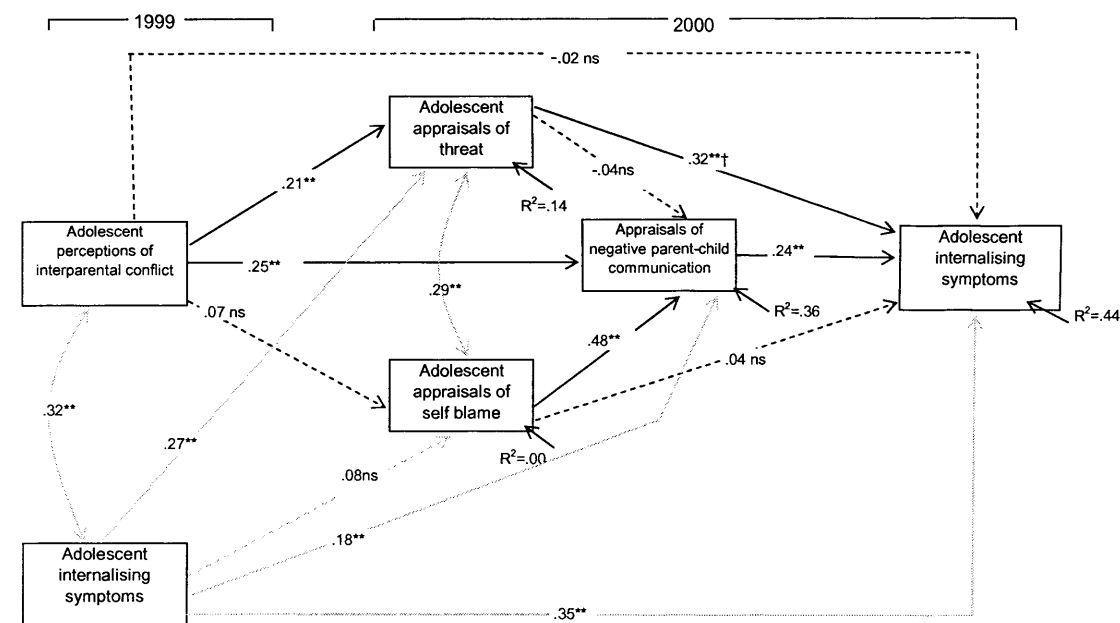 1999
2000
-.02 ns
Adolescent
appraisals of
threat
.32**†
-.04ns
.21**
R²=.14
Adolescent
perceptions of
interparental conflict
Appraisals of
negative parent-child
communication
Adolescent
internalising
symptoms
.25**
.24**
.29**
.07 ns
R²=.36
R²=.44
.48**
.04 ns
Adolescent
appraisals of
self blame
.32**
.27**
R²=.00
.08ns
.18**
Adolescent
internalising
symptoms
.35**